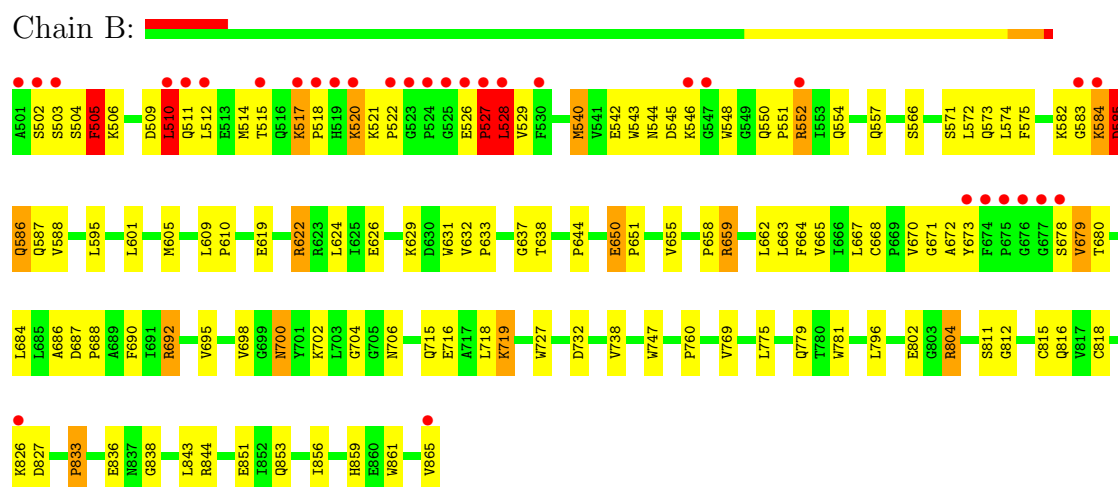 Chain B:
A501 S502 S503 S504 F505 K506 D509 L510 Q511 L512 E513 M514 T515 Q516 K517 P518 H519 K520 K521 P522 G523 P524 G525 E526 P527 L528 V529 F530 M540 V541 E542 W543 N544 D545 K546 G547 W548 G549 Q550 P551 R552 I553 Q554 Q557 S566 S571 L572 Q573 L574 F575 K582 G583 K584 D585
Q586 Q587 V588 L595 L601 M605 L609 P610 E619 R622 R623 L624 I625 E626 K629 D630 W631 V632 P633 G637 T638 P644 E650 P651 V655 P658 R659 L662 L663 F664 V665 I666 L667 C668 P669 V670 G671 A672 Y673 F674 P675 G676 G677 S678 V679 T680
L684 L685 A686 D687 P688 A689 F690 I691 R692 V695 V698 G699 N700 Y701 K702 L703 G704 G705 N706 Q715 E716 A717 L718 K719 W727 D732 V738 W747 P760 V769 L775 Q779 T780 W781 L796 E802 G803 R804 S811 G812 C815 Q816 V817 C818
K826 D827 P833 E836 N837 G838 L843 R844 E851 I852 Q853 I856 H859 E860 W861 V865